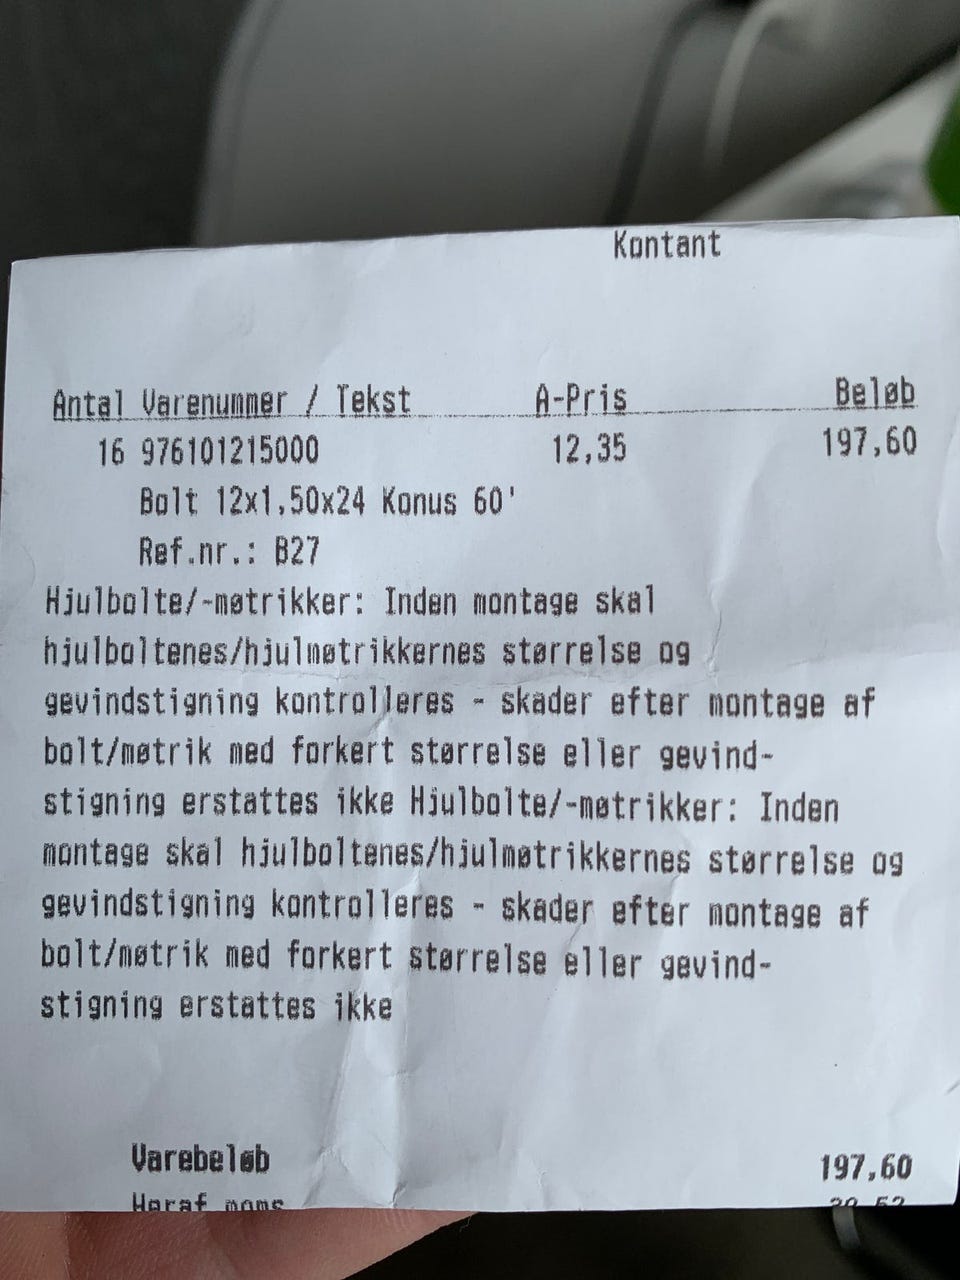 Kontant
Antal Varenummer / Tekst A-Pris Beløb
16 976101215000 12,35 197,60
Bolt 12x1,50x24 Konus 60'
Ref.nr.: B27
Hjulbolte/-møtrikker: Inden montage skal
hjulboltenes/hjulmøtrikkernes størrelse og
gevindstigning kontrolleres - skader efter montage af
bolt/møtrik med forkert størrelse eller gevind-
stigning erstattes ikke Hjulbolte/-møtrikker: Inden
montage skal hjulboltenes/hjulmøtrikkernes størrelse og
gevindstigning kontrolleres - skader efter montage af
bolt/møtrik med forkert størrelse eller gevind-
stigning erstattes ikke
Varebeløb 197,60
Heraf moms